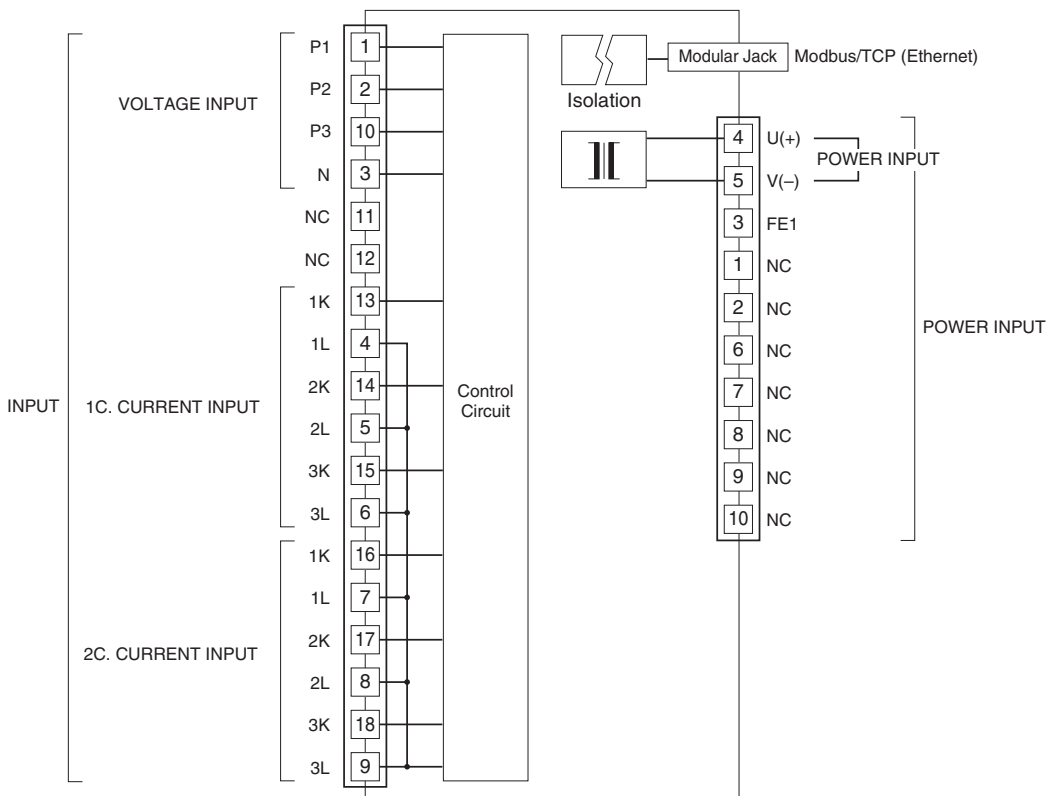 P1 1
P2 2
P3 10
N 3
NC 11
NC 12
1K 13
1L 4
2K 14
2L 5
3K 15
3L 6
1K 16
1L 7
2K 17
2L 8
3K 18
3L 9
VOLTAGE INPUT
INPUT
1C. CURRENT INPUT
2C. CURRENT INPUT
Control
Circuit
Isolation
Modular Jack Modbus/TCP (Ethernet)
4 U(+)
5 V(–)
POWER INPUT
3 FE1
1 NC
2 NC
6 NC
7 NC
8 NC
9 NC
10 NC
POWER INPUT